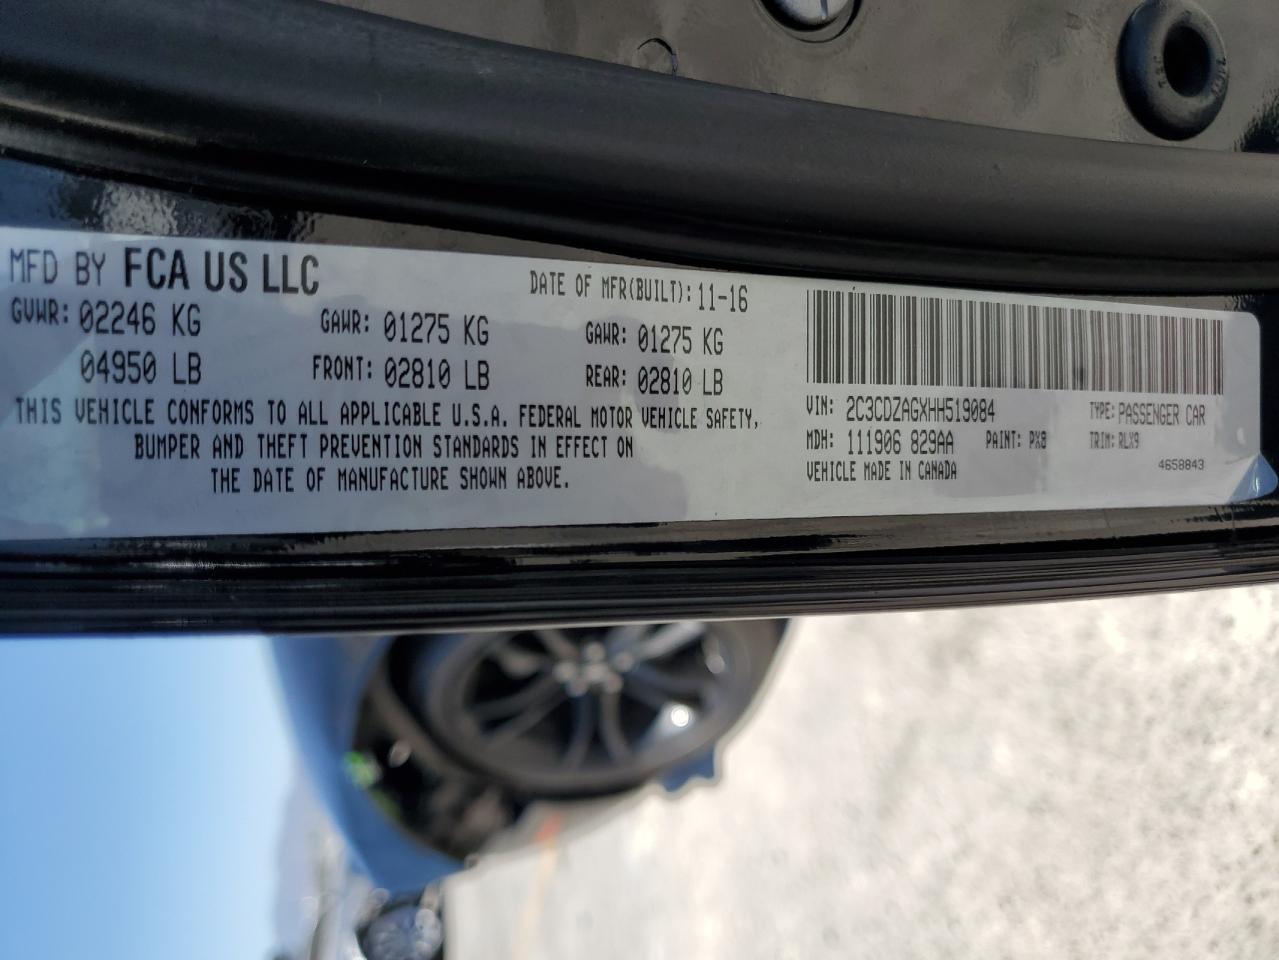 MFD BY FCA US LLC DATE OF MFR(BUILT): 11-16
GVWR: 02246 KG GAWR: 01275 KG GAWR: 01275 KG
04950 LB FRONT: 02810 LB REAR: 02810 LB
THIS VEHICLE CONFORMS TO ALL APPLICABLE U.S.A. FEDERAL MOTOR VEHICLE SAFETY,
BUMPER AND THEFT PREVENTION STANDARDS IN EFFECT ON
THE DATE OF MANUFACTURE SHOWN ABOVE.
VIN: 2C3CDZAGXHH519084 TYPE: PASSENGER CAR
MDH: 111906 829AA PAINT: PX8 TRIM: RLX9
VEHICLE MADE IN CANADA 4658843